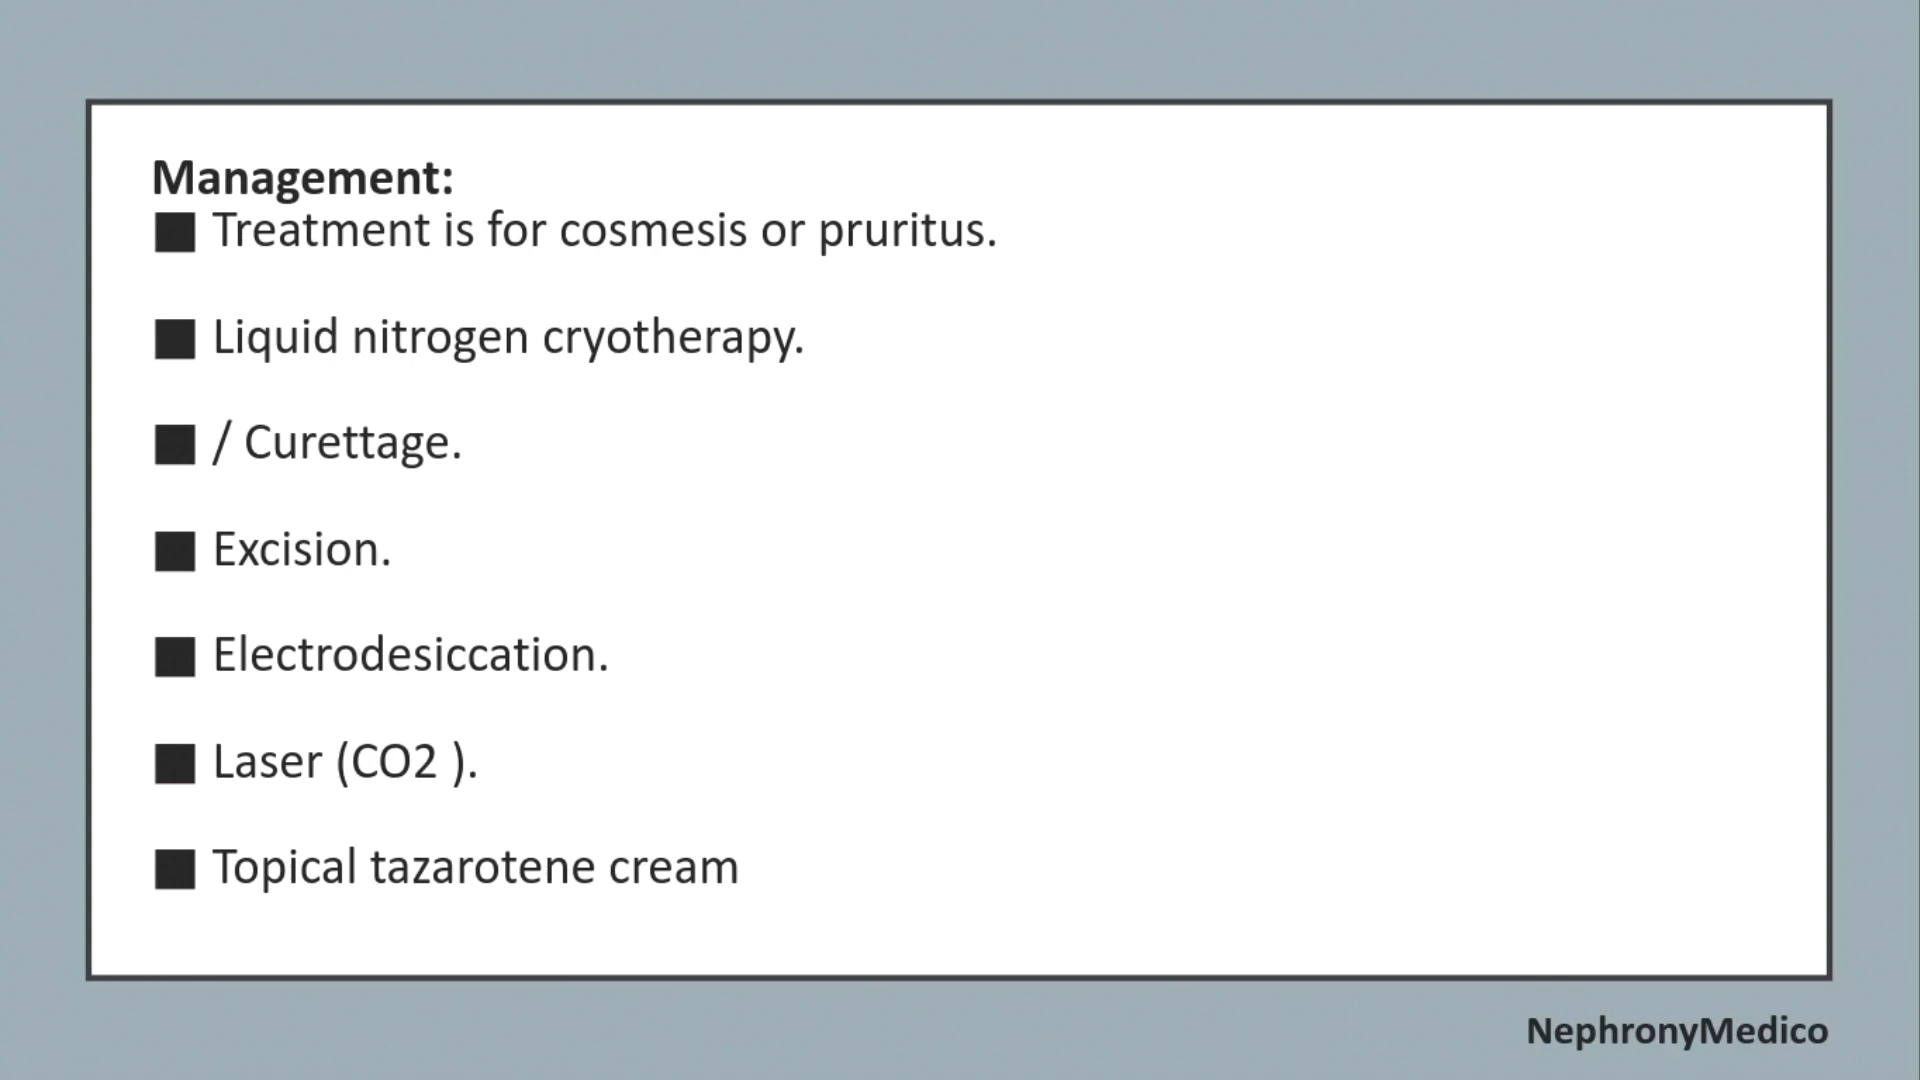 Management:
■ Treatment is for cosmesis or pruritus.
■ Liquid nitrogen cryotherapy.
■ / Curettage.
■ Excision.
■ Electrodesiccation.
■ Laser (CO2 ).
■ Topical tazarotene cream
NephronyMedico